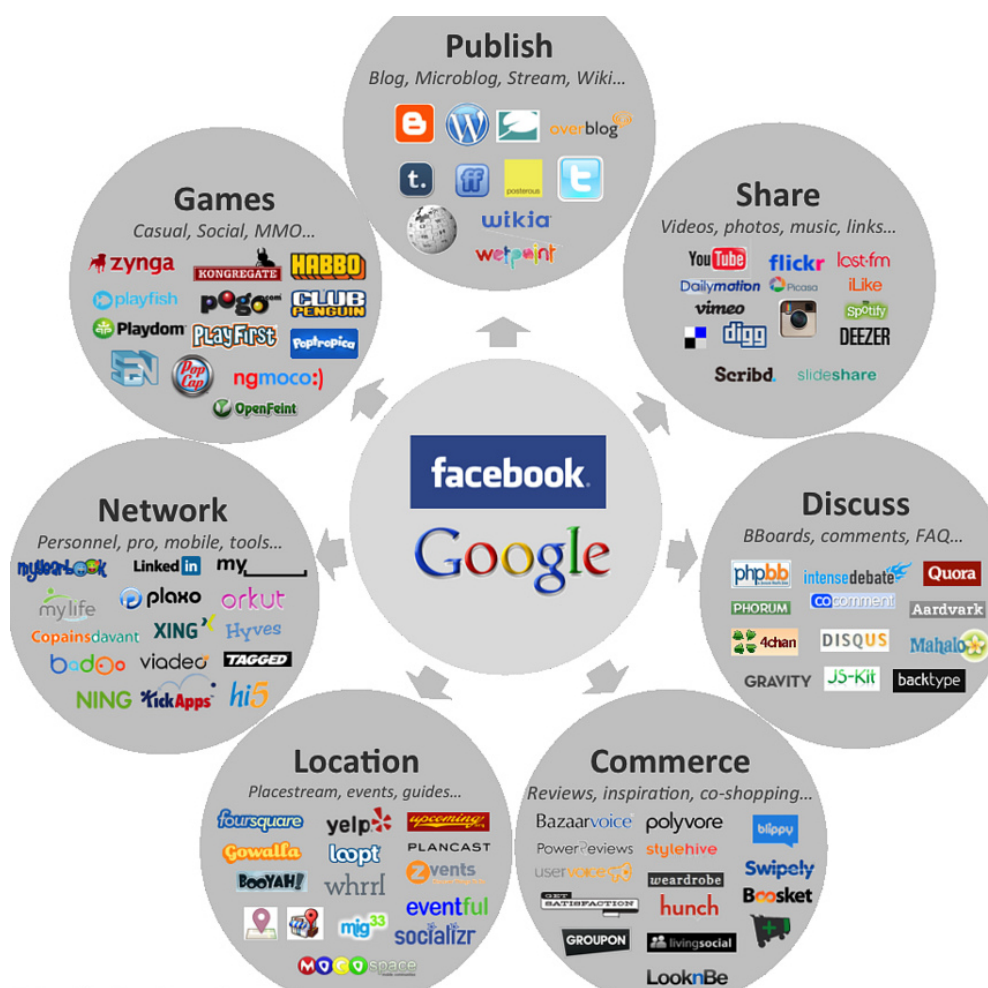 Publish
Blog, Microblog, Stream, Wiki...
overblog
t. ff posterous t
wikia
wetpaint
Games
Casual, Social, MMO...
zynga KONGREGATE HABBO
playfish pogo.com CLUB PENGUIN
Playdom PLAYFIRST Poptropica
Pop Cap ngmoco:)
OpenFeint
Share
Videos, photos, music, links...
You Tube flickr last.fm
Dailymotion Picasa iLike
vimeo Spotify
digg DEEZER
Scribd. slideshare
facebook.
Google
Network
Personnel, pro, mobile, tools...
myYearbook Linked in my
mylife plaxo orkut
Copainsdavant XING Hyves
badoo viadeo TAGGED
NING KickApps hi5
Discuss
BBoards, comments, FAQ...
phpbb intensedebate Quora
PHORUM cocomment Aardvark
4chan DISQUS Mahalo
GRAVITY JS-Kit backtype
Location
Placestream, events, guides...
foursquare yelp upcoming
Gowalla loopt PLANCAST
BOOYAH! whrrl Zvents
mig33 eventful
socializr
MOCOspace
Commerce
Reviews, inspiration, co-shopping...
Bazaarvoice polyvore blippy
PowerReviews stylehive
uservoice weardrobe Swipely
GET SATISFACTION hunch Boosket
GROUPON livingsocial
LooknBe